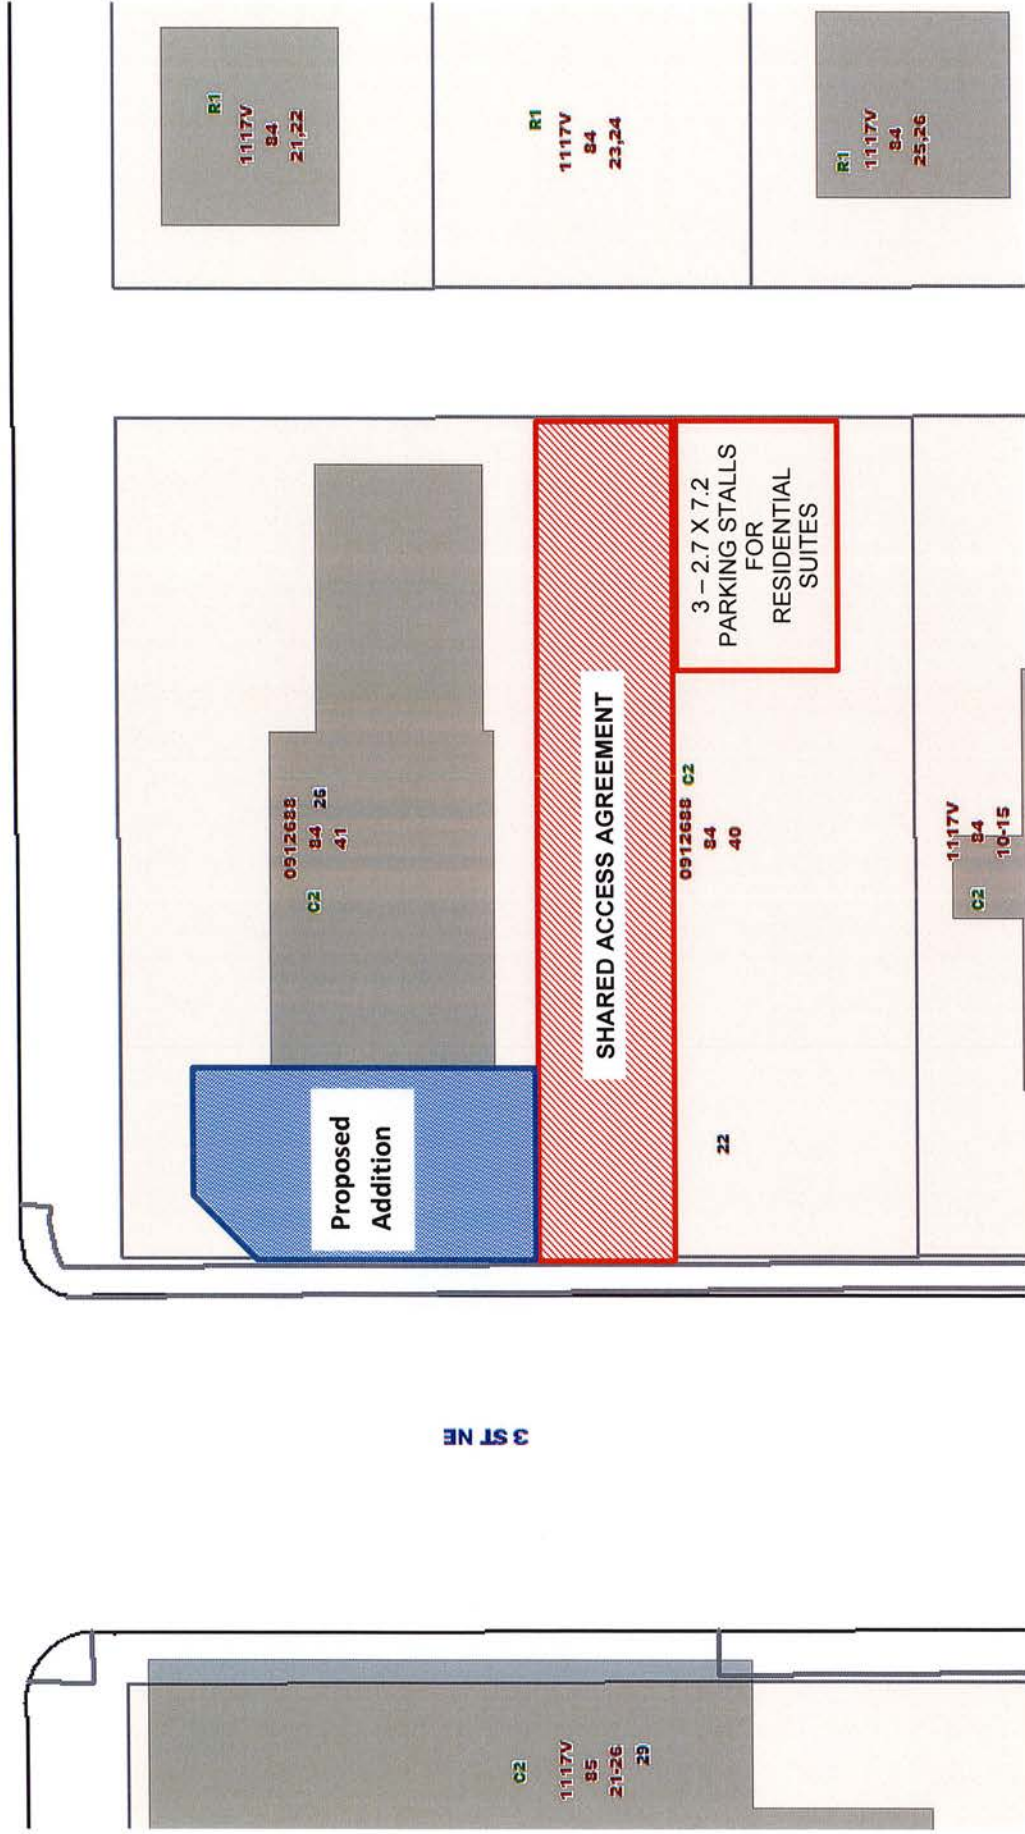 3 ST NE
C2
1117V
85
21-26
29
Proposed
Addition
C2
0912688
84
41
26
SHARED ACCESS AGREEMENT
22
0912688
84
40
C2
3 – 2.7 X 7.2
PARKING STALLS
FOR
RESIDENTIAL
SUITES
C2
1117V
84
10-15
R1
1117V
84
21,22
R1
1117V
84
23,24
R1
1117V
84
25,26